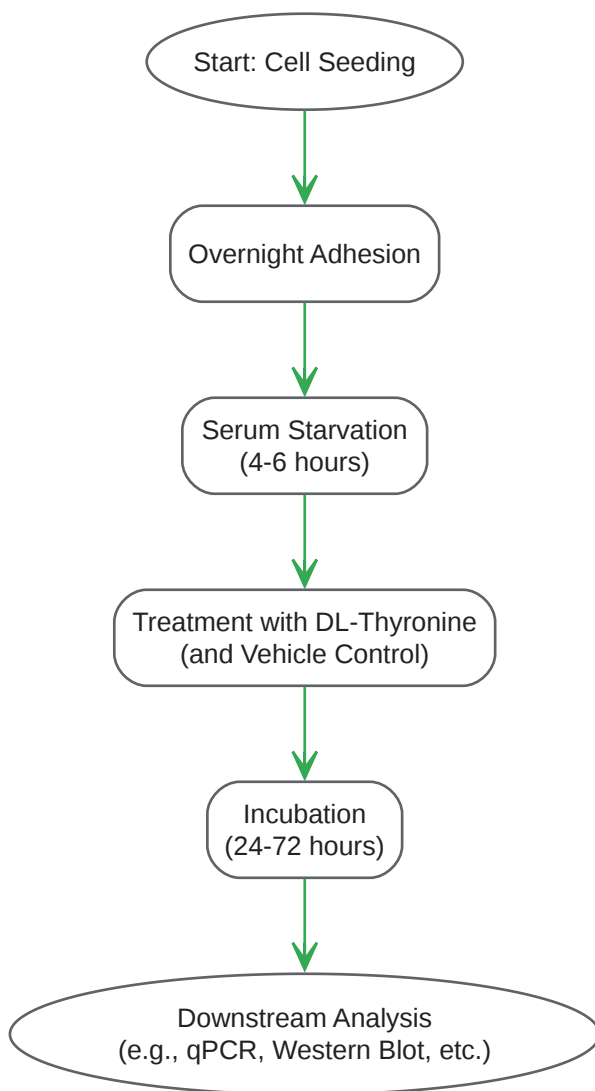 Start: Cell Seeding
Overnight Adhesion
Serum Starvation
(4-6 hours)
Treatment with DL-Thyronine
(and Vehicle Control)
Incubation
(24-72 hours)
Downstream Analysis
(e.g., qPCR, Western Blot, etc.)